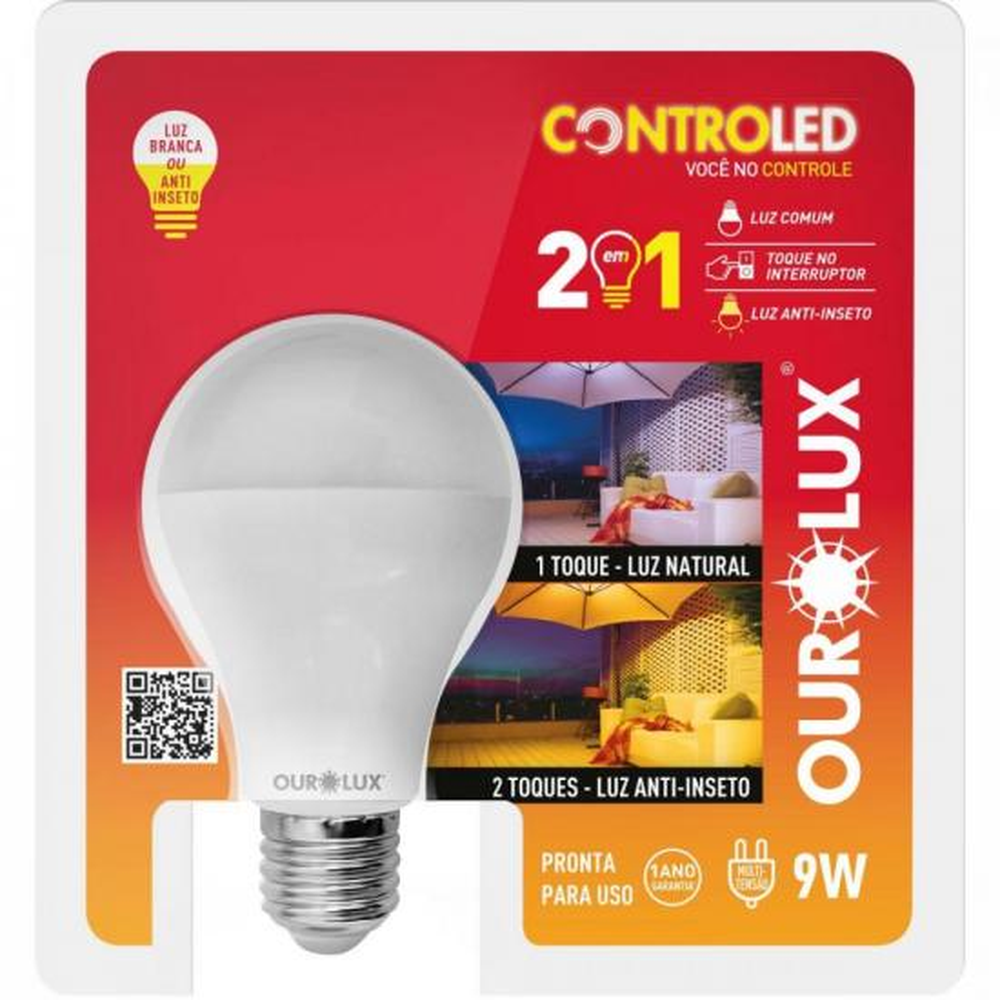 LUZ
BRANCA
OU
ANTI
INSETO
CONTROLED
VOCÊ NO CONTROLE
2 em 1
LUZ COMUM
TOQUE NO
INTERRUPTOR
LUZ ANTI-INSETO
OUROLUX®
1 TOQUE - LUZ NATURAL
2 TOQUES - LUZ ANTI-INSETO
OUROLUX
PRONTA
PARA USO
1 ANO
GARANTIA
MULTI-
TENSÃO
9W